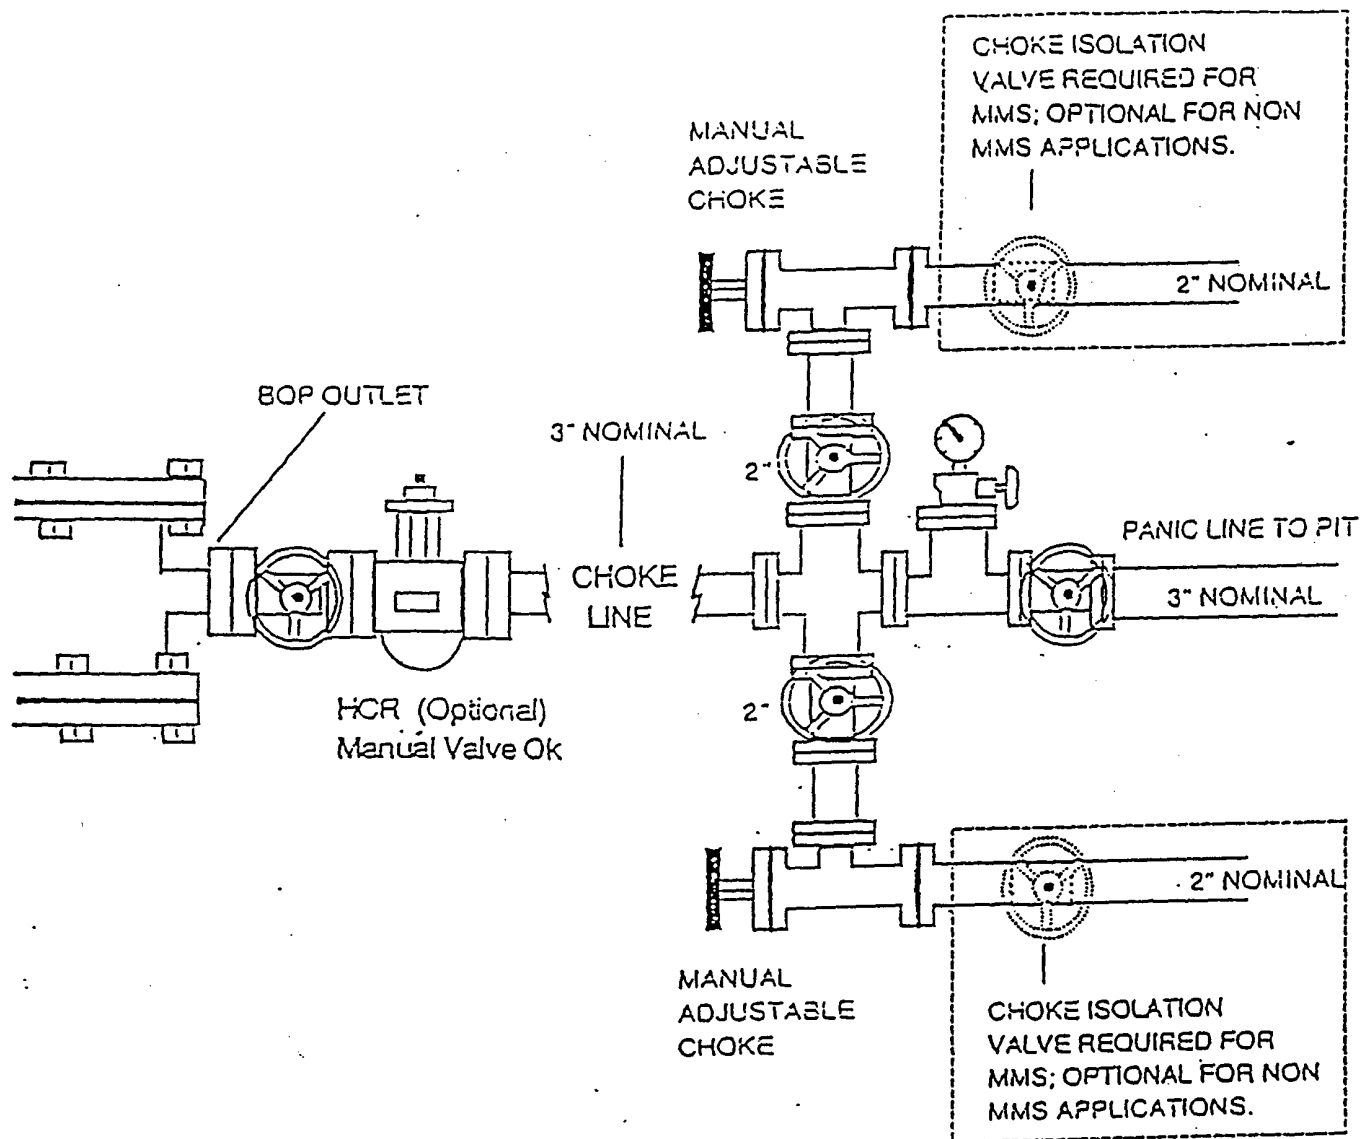 CHOKE ISOLATION
VALVE REQUIRED FOR
MMS; OPTIONAL FOR NON
MMS APPLICATIONS.
MANUAL
ADJUSTABLE
CHOKE
2" NOMINAL
BOP OUTLET
3" NOMINAL
2"
PANIC LINE TO PIT
CHOKE
LINE
3" NOMINAL
HCR (Optional)
Manual Valve Ok
2"
2" NOMINAL
MANUAL
ADJUSTABLE
CHOKE
CHOKE ISOLATION
VALVE REQUIRED FOR
MMS; OPTIONAL FOR NON
MMS APPLICATIONS.